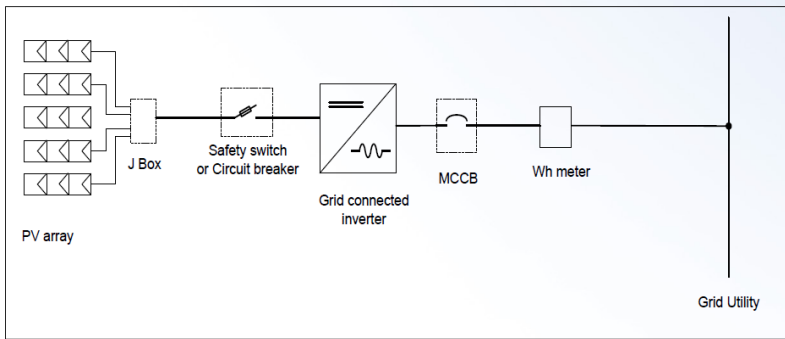 J Box
Safety switch
or Circuit breaker
Grid connected
inverter
MCCB
Wh meter
PV array
Grid Utility